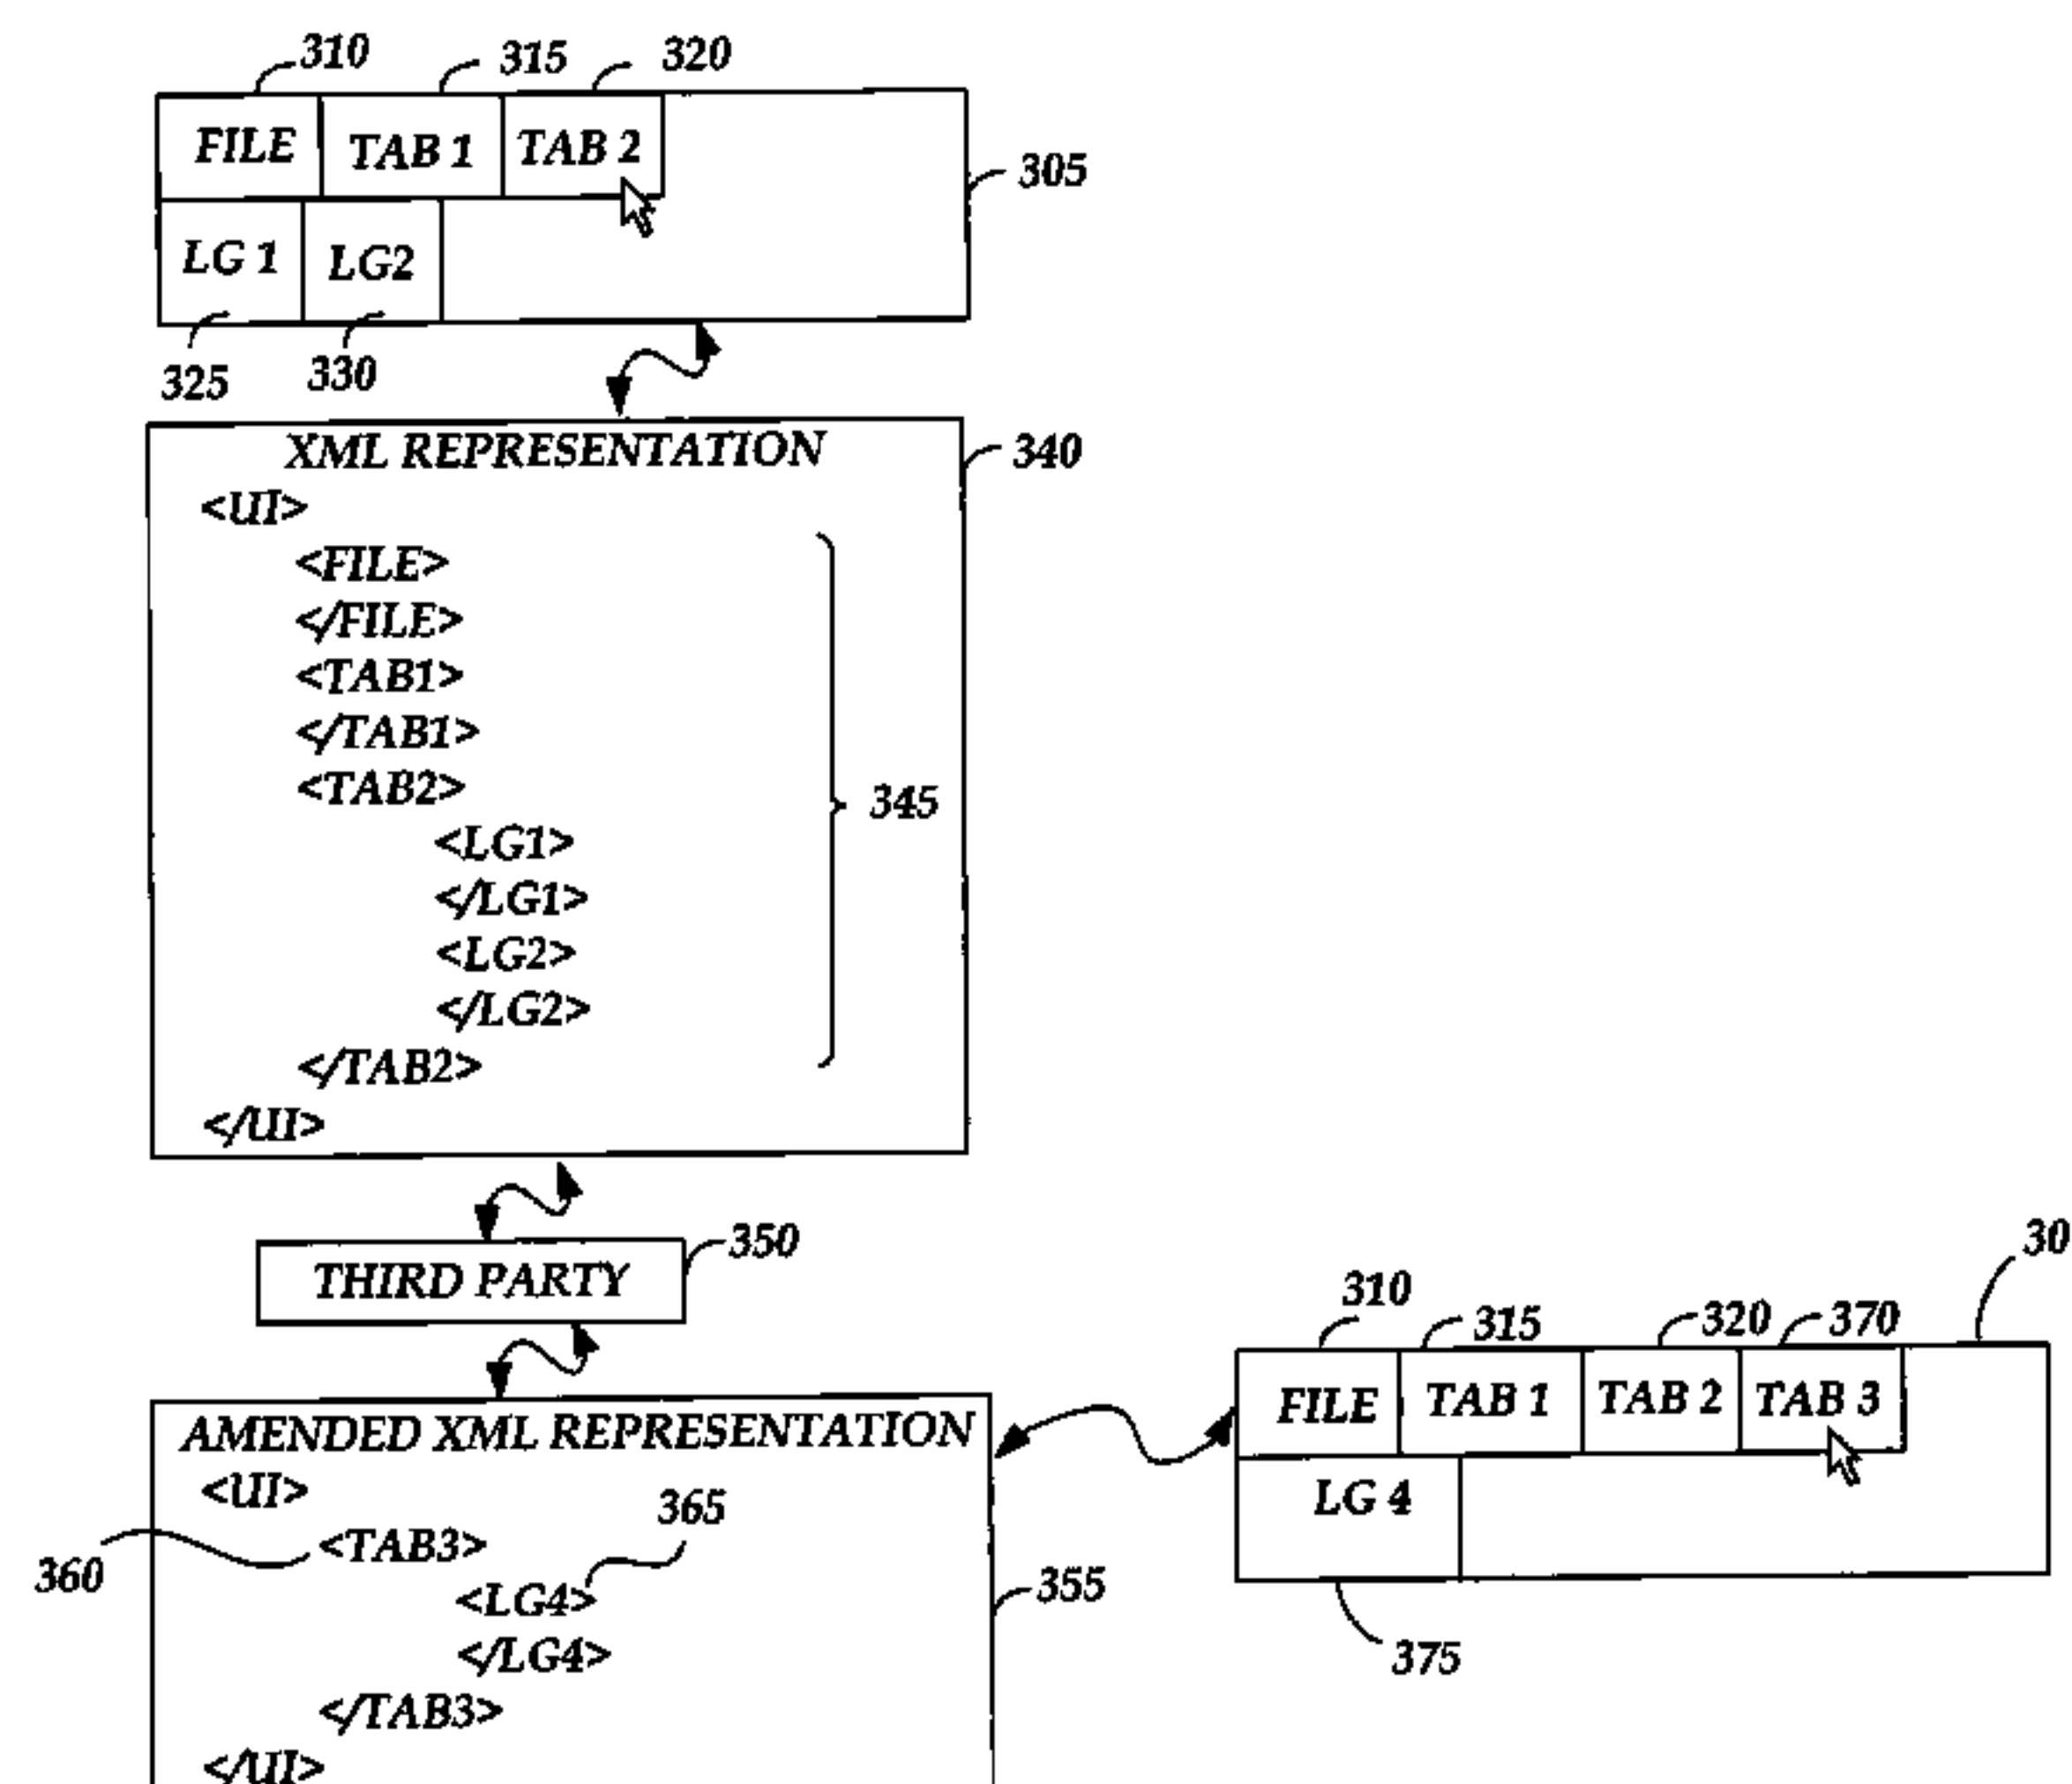 310 315 320
FILE TAB 1 TAB 2
305
LG 1 LG2
325 330
XML REPRESENTATION
340
<UI>
<FILE>
</FILE>
<TAB1>
</TAB1>
<TAB2>
345
<LG1>
</LG1>
<LG2>
</LG2>
</TAB2>
</UI>
THIRD PARTY
350
AMENDED XML REPRESENTATION
<UI>
365
360
<TAB3>
<LG4>
355
</LG4>
</TAB3>
</UI>
30
310 315 320 370
FILE TAB 1 TAB 2 TAB 3
LG 4
375